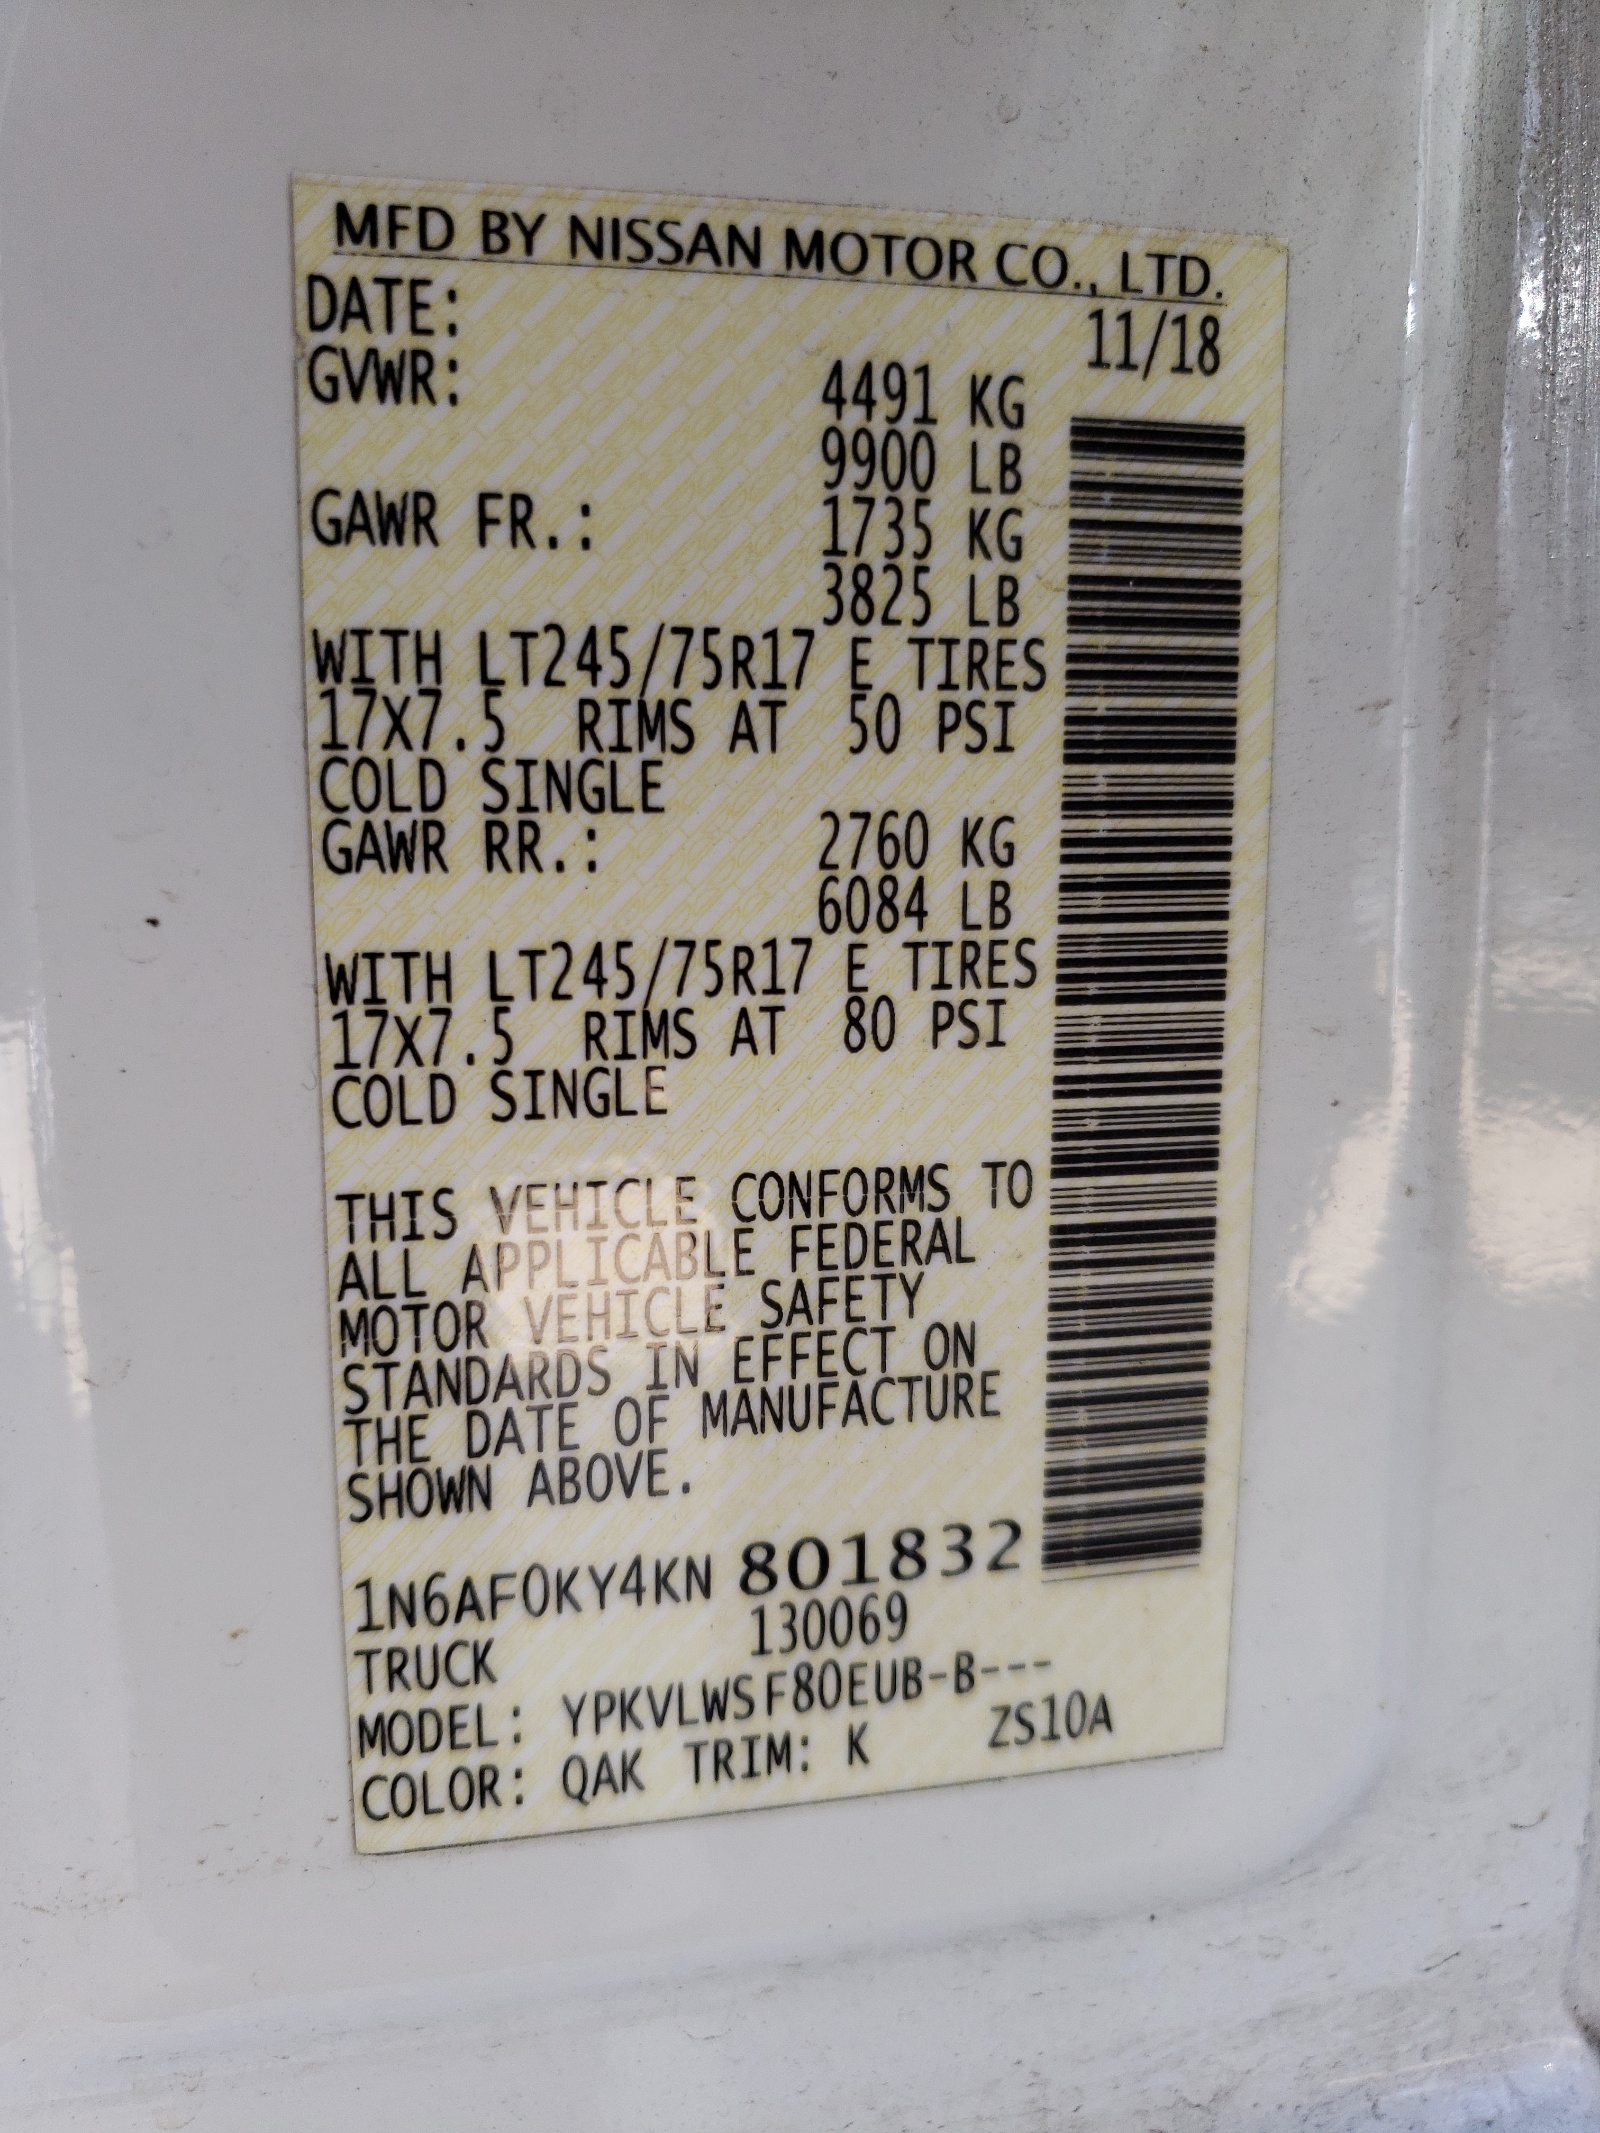 MFD BY NISSAN MOTOR CO., LTD.
DATE: 11/18
GVWR: 4491 KG
9900 LB
GAWR FR.: 1735 KG
3825 LB
WITH LT245/75R17 E TIRES
17X7.5 RIMS AT 50 PSI
COLD SINGLE
GAWR RR.: 2760 KG
6084 LB
WITH LT245/75R17 E TIRES
17X7.5 RIMS AT 80 PSI
COLD SINGLE
THIS VEHICLE CONFORMS TO
ALL APPLICABLE FEDERAL
MOTOR VEHICLE SAFETY
STANDARDS IN EFFECT ON
THE DATE OF MANUFACTURE
SHOWN ABOVE.
1N6AF0KY4KN 801832
TRUCK 130069
MODEL: YPKVLWSF80EUB-B---
COLOR: QAK TRIM: K ZS10A